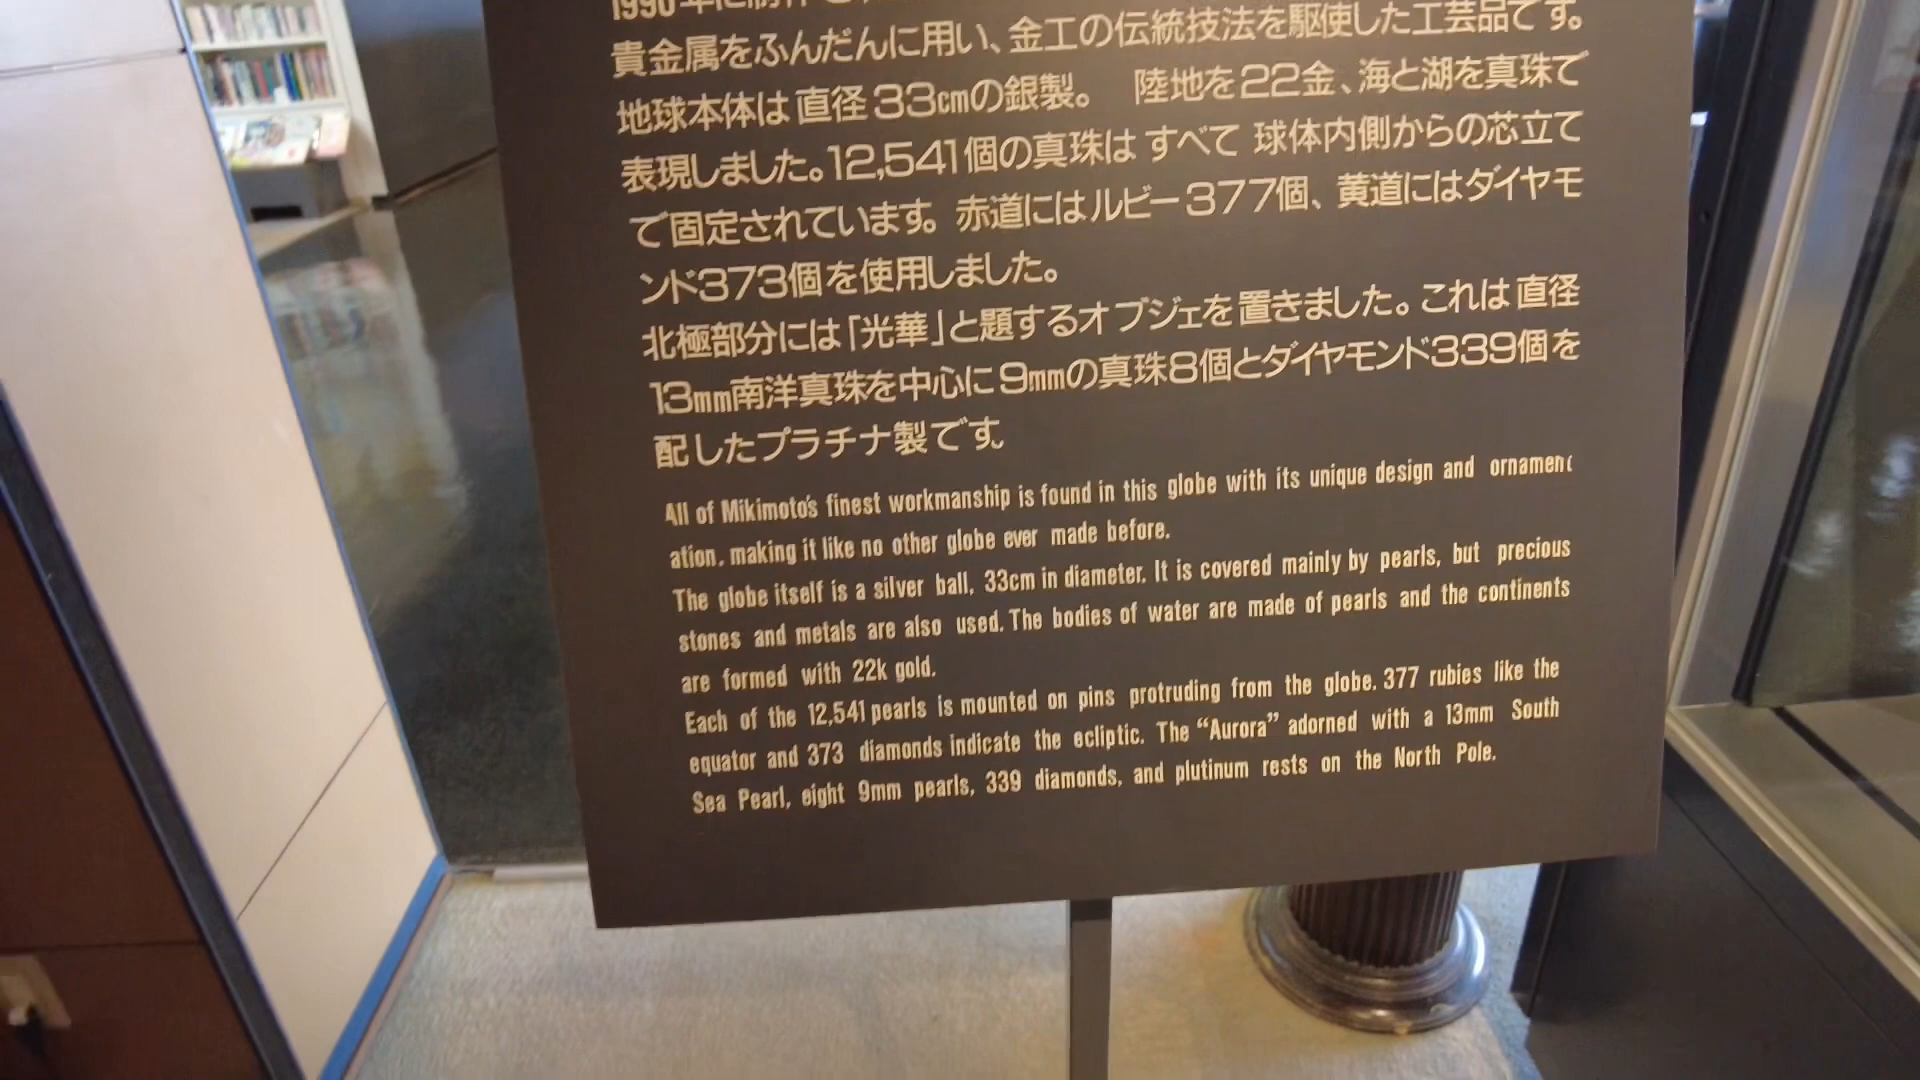 1990年に制作
貴金属をふんだんに用い、金工の伝統技法を駆使した工芸品です。
地球本体は直径33cmの銀製。 陸地を22金、海と湖を真珠で
表現しました。12,541個の真珠は すべて 球体内側からの芯立て
で固定されています。赤道にはルビー377個、黄道にはダイヤモ
ンド373個を使用しました。
北極部分には「光華」と題するオブジェを置きました。これは直径
13mm南洋真珠を中心に9mmの真珠8個とダイヤモンド339個を
配したプラチナ製です。
All of Mikimoto's finest workmanship is found in this globe with its unique design and ornament
ation. making it like no other globe ever made before.
The globe itself is a silver ball, 33cm in diameter. It is covered mainly by pearls, but precious
stones and metals are also used. The bodies of water are made of pearls and the continents
are formed with 22k gold.
Each of the 12,541 pearls is mounted on pins protruding from the globe. 377 rubies like the
equator and 373 diamonds indicate the ecliptic. The “Aurora” adorned with a 13mm South
Sea Pearl, eight 9mm pearls, 339 diamonds, and plutinum rests on the North Pole.